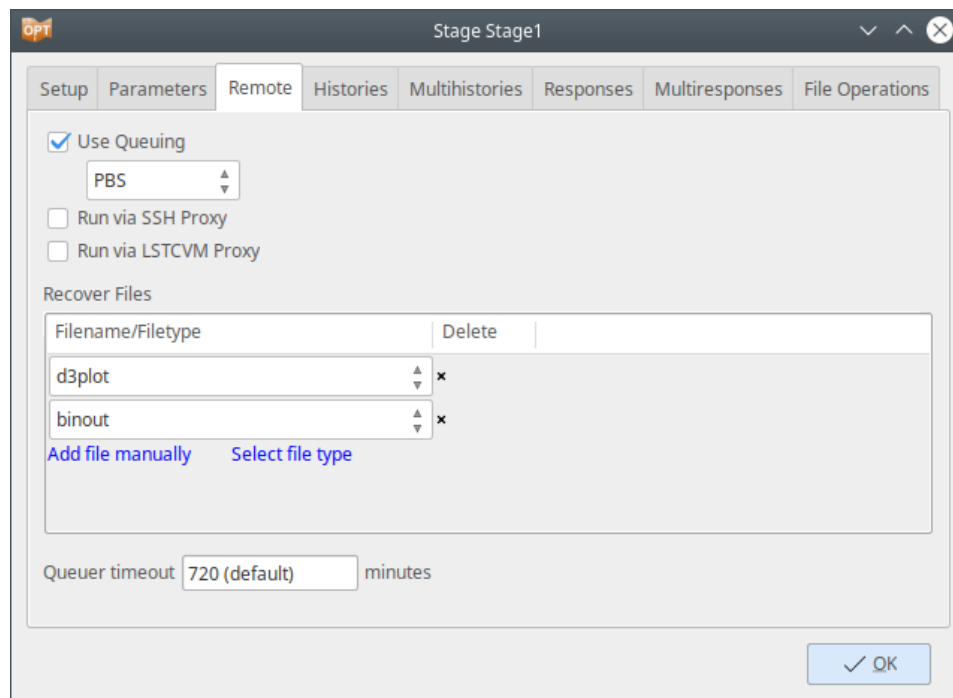 OPT Stage Stage1
Setup Parameters Remote Histories Multihistories Responses Multiresponses File Operations
Use Queuing
PBS
Run via SSH Proxy
Run via LSTCVM Proxy
Recover Files
Filename/Filetype Delete
d3plot
binout
Add file manually Select file type
Queuer timeout 720 (default) minutes
OK